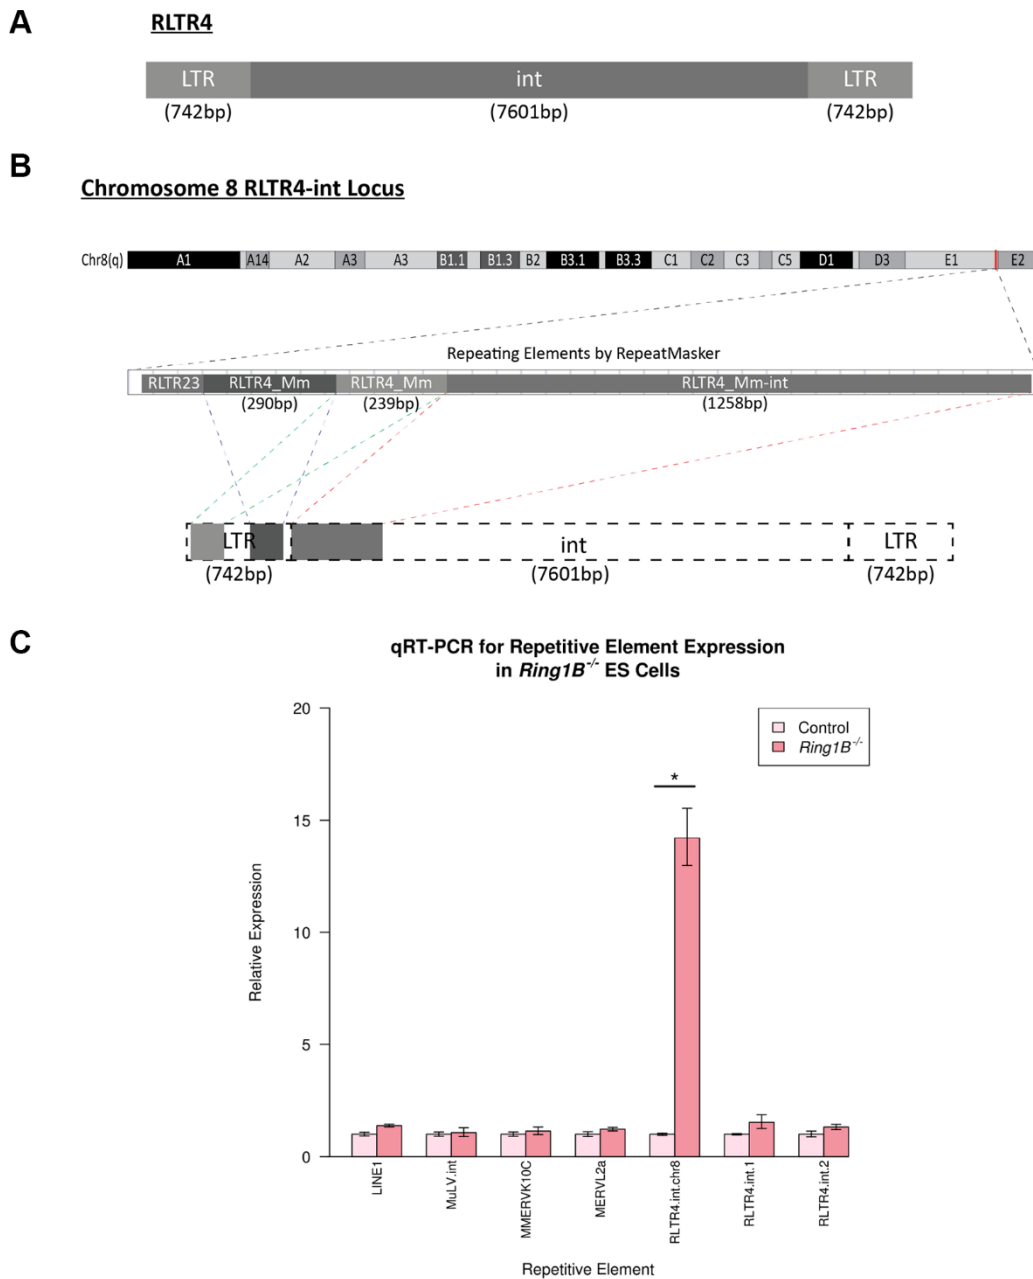 A
RLTR4
LTR int LTR
(742bp) (7601bp) (742bp)
B
Chromosome 8 RLTR4-int Locus
Chr8(q) A1 A14 A2 A3 A3 B1.1 B1.3 B2 B3.1 B3.3 C1 C2 C3 C5 D1 D3 E1 E2
Repeating Elements by RepeatMasker
RLTR23 RLTR4_Mm RLTR4_Mm RLTR4_Mm-int
(290bp) (239bp) (1258bp)
LTR int LTR
(742bp) (7601bp) (742bp)
C
qRT-PCR for Repetitive Element Expression
in Ring1B-/- ES Cells
Control
Ring1B-/-
*
20
15
10
5
0
Relative Expression
LINE1
MuLV.int
MMERVK10C
MERVL2a
RLTR4.int.chr8
RLTR4.int.1
RLTR4.int.2
Repetitive Element